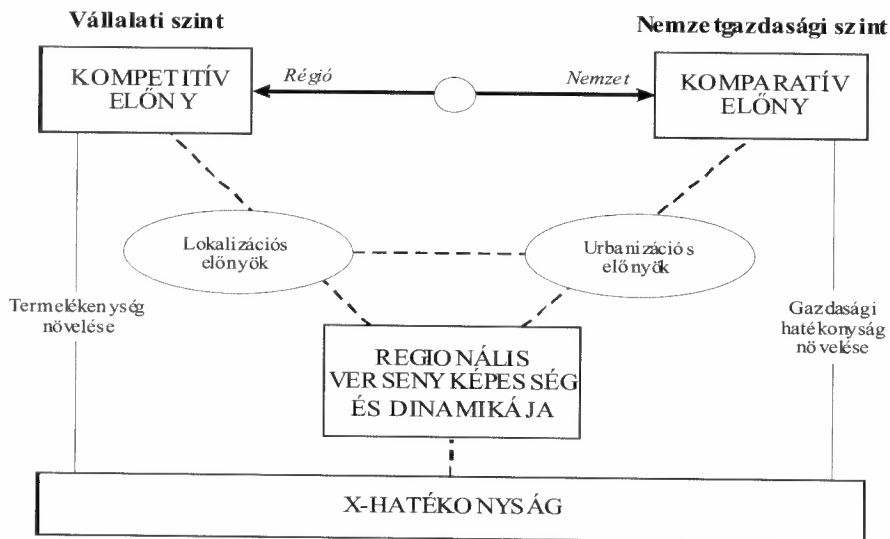 Vállalati szint
Nemzetgazdasági szint
KOMPETITÍV
ELŐNY
Régió
Nemzet
KOMPARATÍV
ELŐNY
Lokalizációs
előnyök
Urbanizációs
előnyök
Termelékenység
növelése
Gazdasági
hatékonyság
növelése
REGIONÁLIS
VERSENYKÉPESSÉG
ÉS DINAMIKÁJA
X-HATÉKONYSÁG